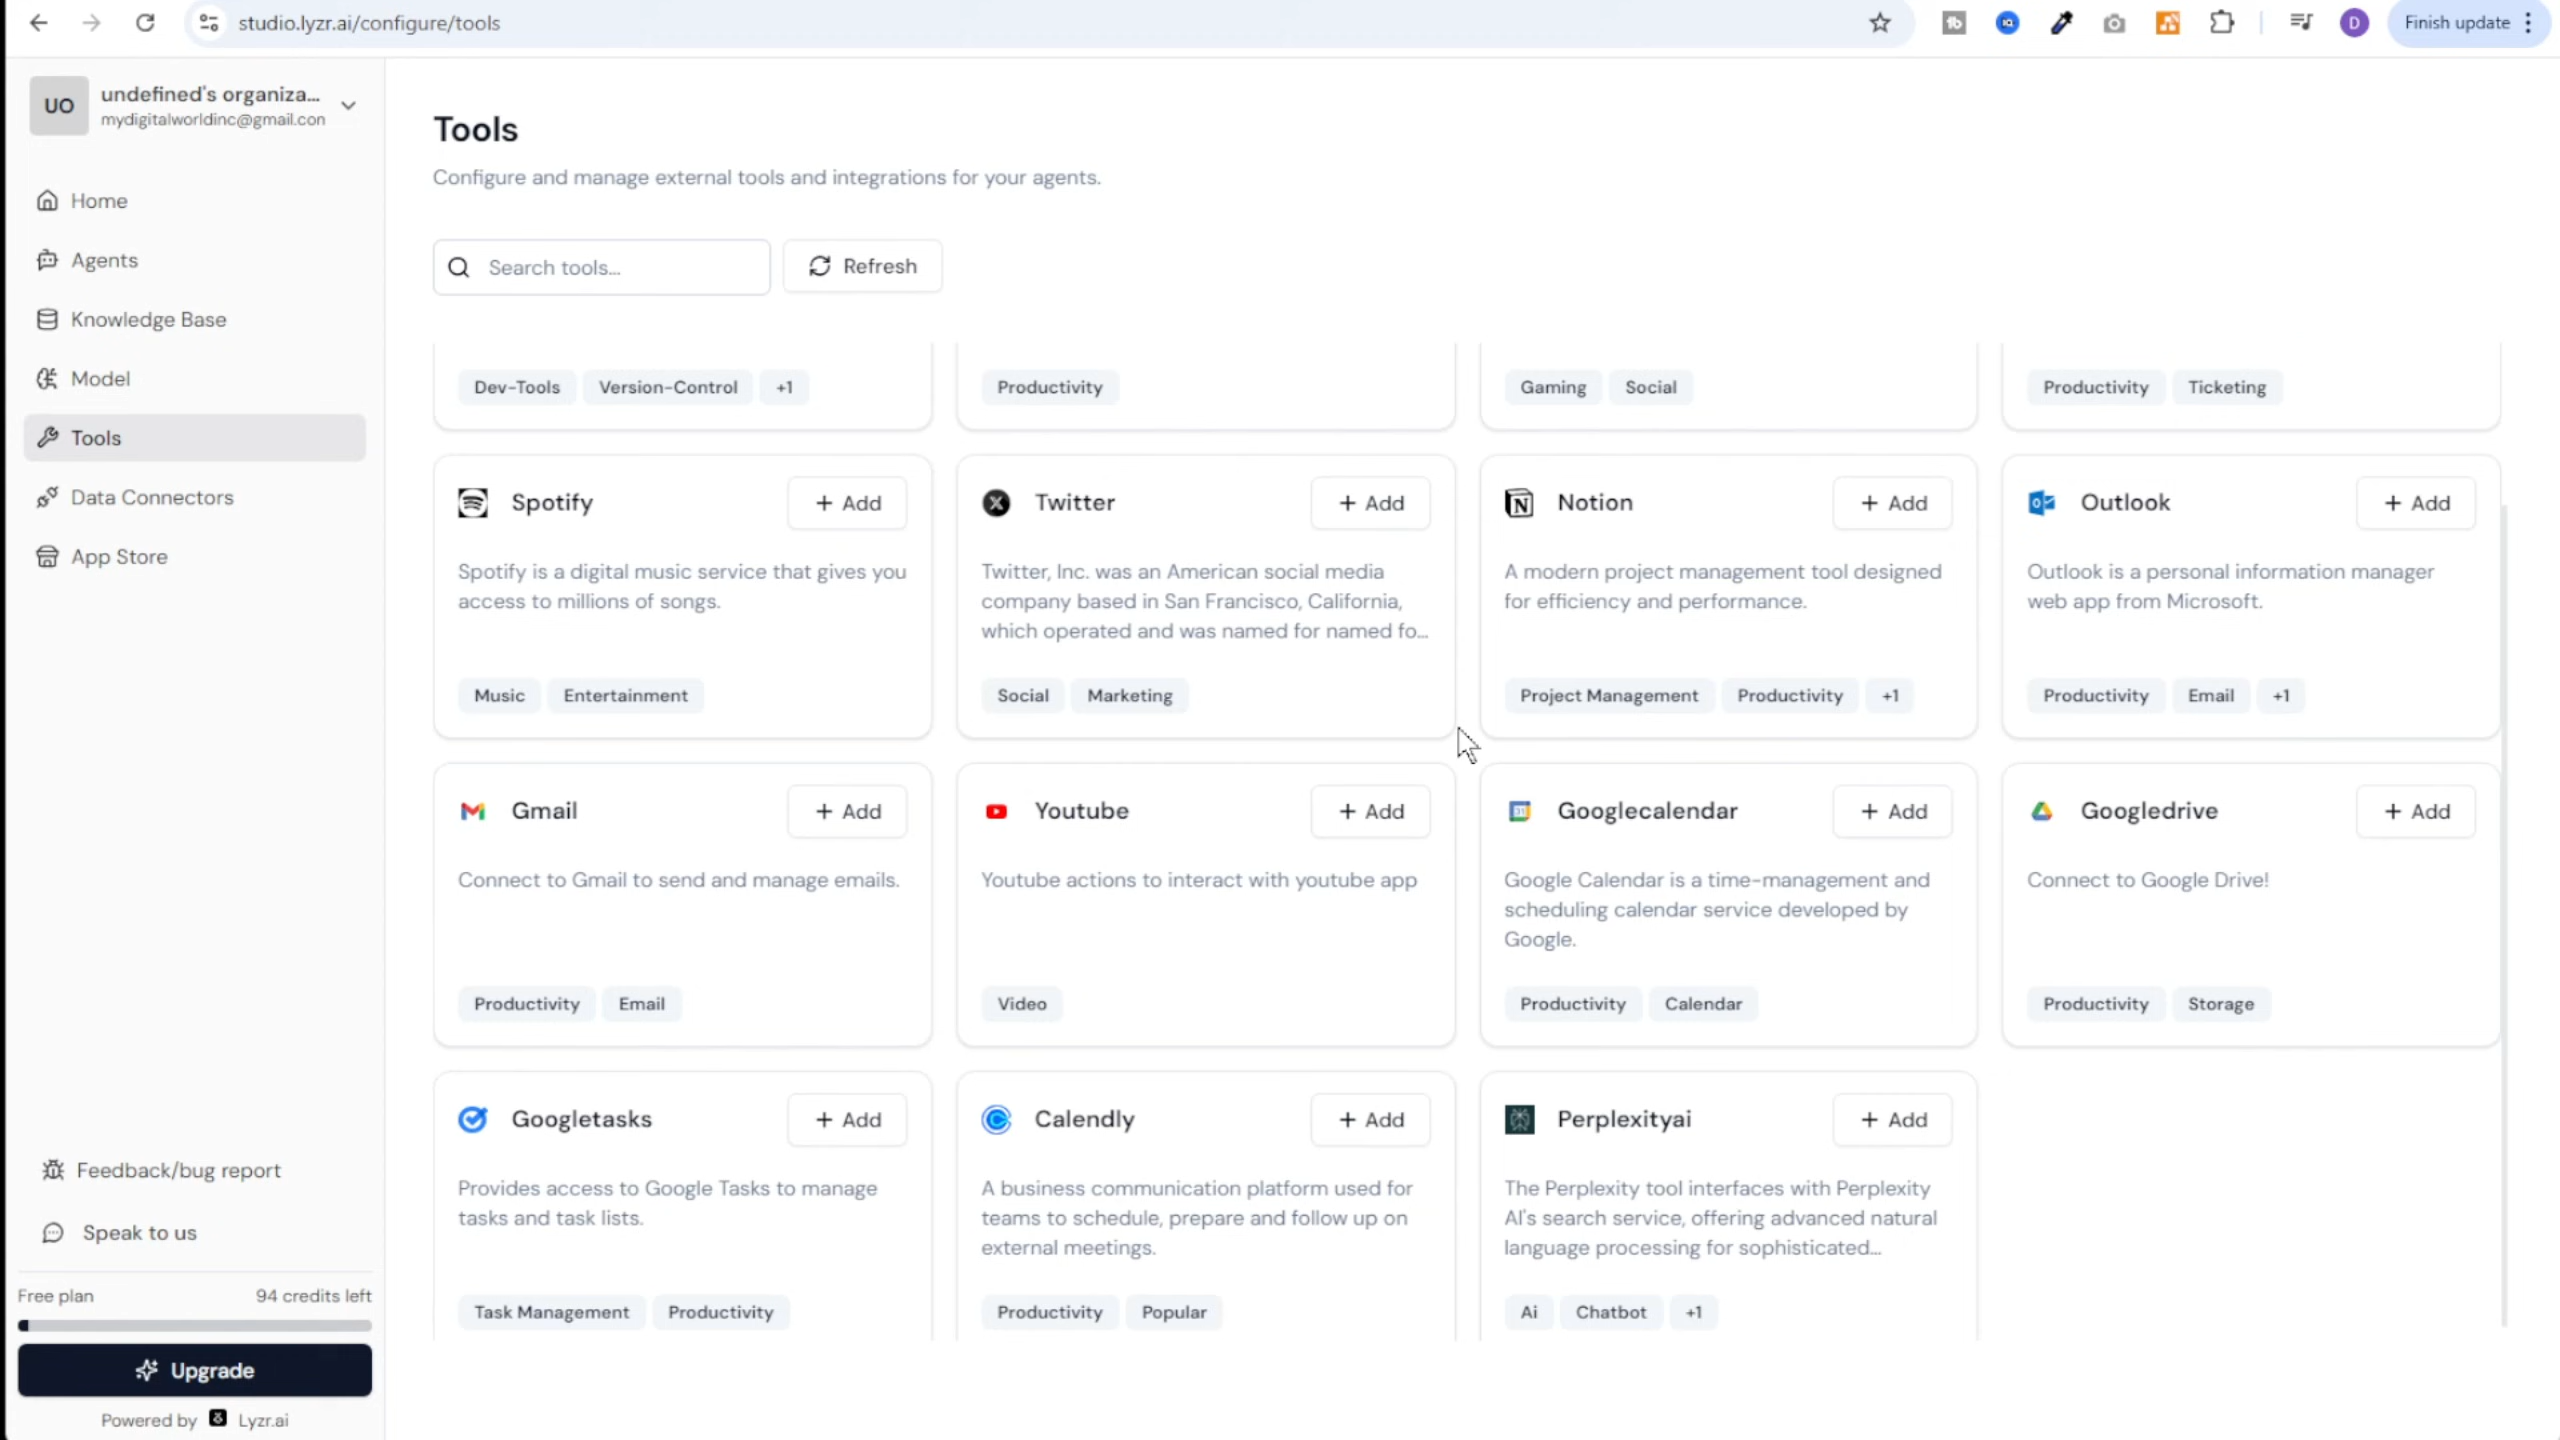 studio.lyzr.ai/configure/tools
D
Finish update
UO
undefined's organiza...
mydigitalworldinc@gmail.con
Home
Agents
Knowledge Base
Model
Tools
Data Connectors
App Store
Feedback/bug report
Speak to us
Free plan
94 credits left
Upgrade
Powered by Lyzr.ai
Tools
Configure and manage external tools and integrations for your agents.
Search tools...
Refresh
Dev-Tools Version-Control +1
Productivity
Gaming Social
Productivity Ticketing
Spotify
+ Add
Spotify is a digital music service that gives you
access to millions of songs.
Music Entertainment
Twitter
+ Add
Twitter, Inc. was an American social media
company based in San Francisco, California,
which operated and was named for named fo...
Social Marketing
Notion
+ Add
A modern project management tool designed
for efficiency and performance.
Project Management Productivity +1
Outlook
+ Add
Outlook is a personal information manager
web app from Microsoft.
Productivity Email +1
Gmail
+ Add
Connect to Gmail to send and manage emails.
Productivity Email
Youtube
+ Add
Youtube actions to interact with youtube app
Video
Googlecalendar
+ Add
Google Calendar is a time-management and
scheduling calendar service developed by
Google.
Productivity Calendar
Googledrive
+ Add
Connect to Google Drive!
Productivity Storage
Googletasks
+ Add
Provides access to Google Tasks to manage
tasks and task lists.
Task Management Productivity
Calendly
+ Add
A business communication platform used for
teams to schedule, prepare and follow up on
external meetings.
Productivity Popular
Perplexityai
+ Add
The Perplexity tool interfaces with Perplexity
AI's search service, offering advanced natural
language processing for sophisticated...
Ai Chatbot +1